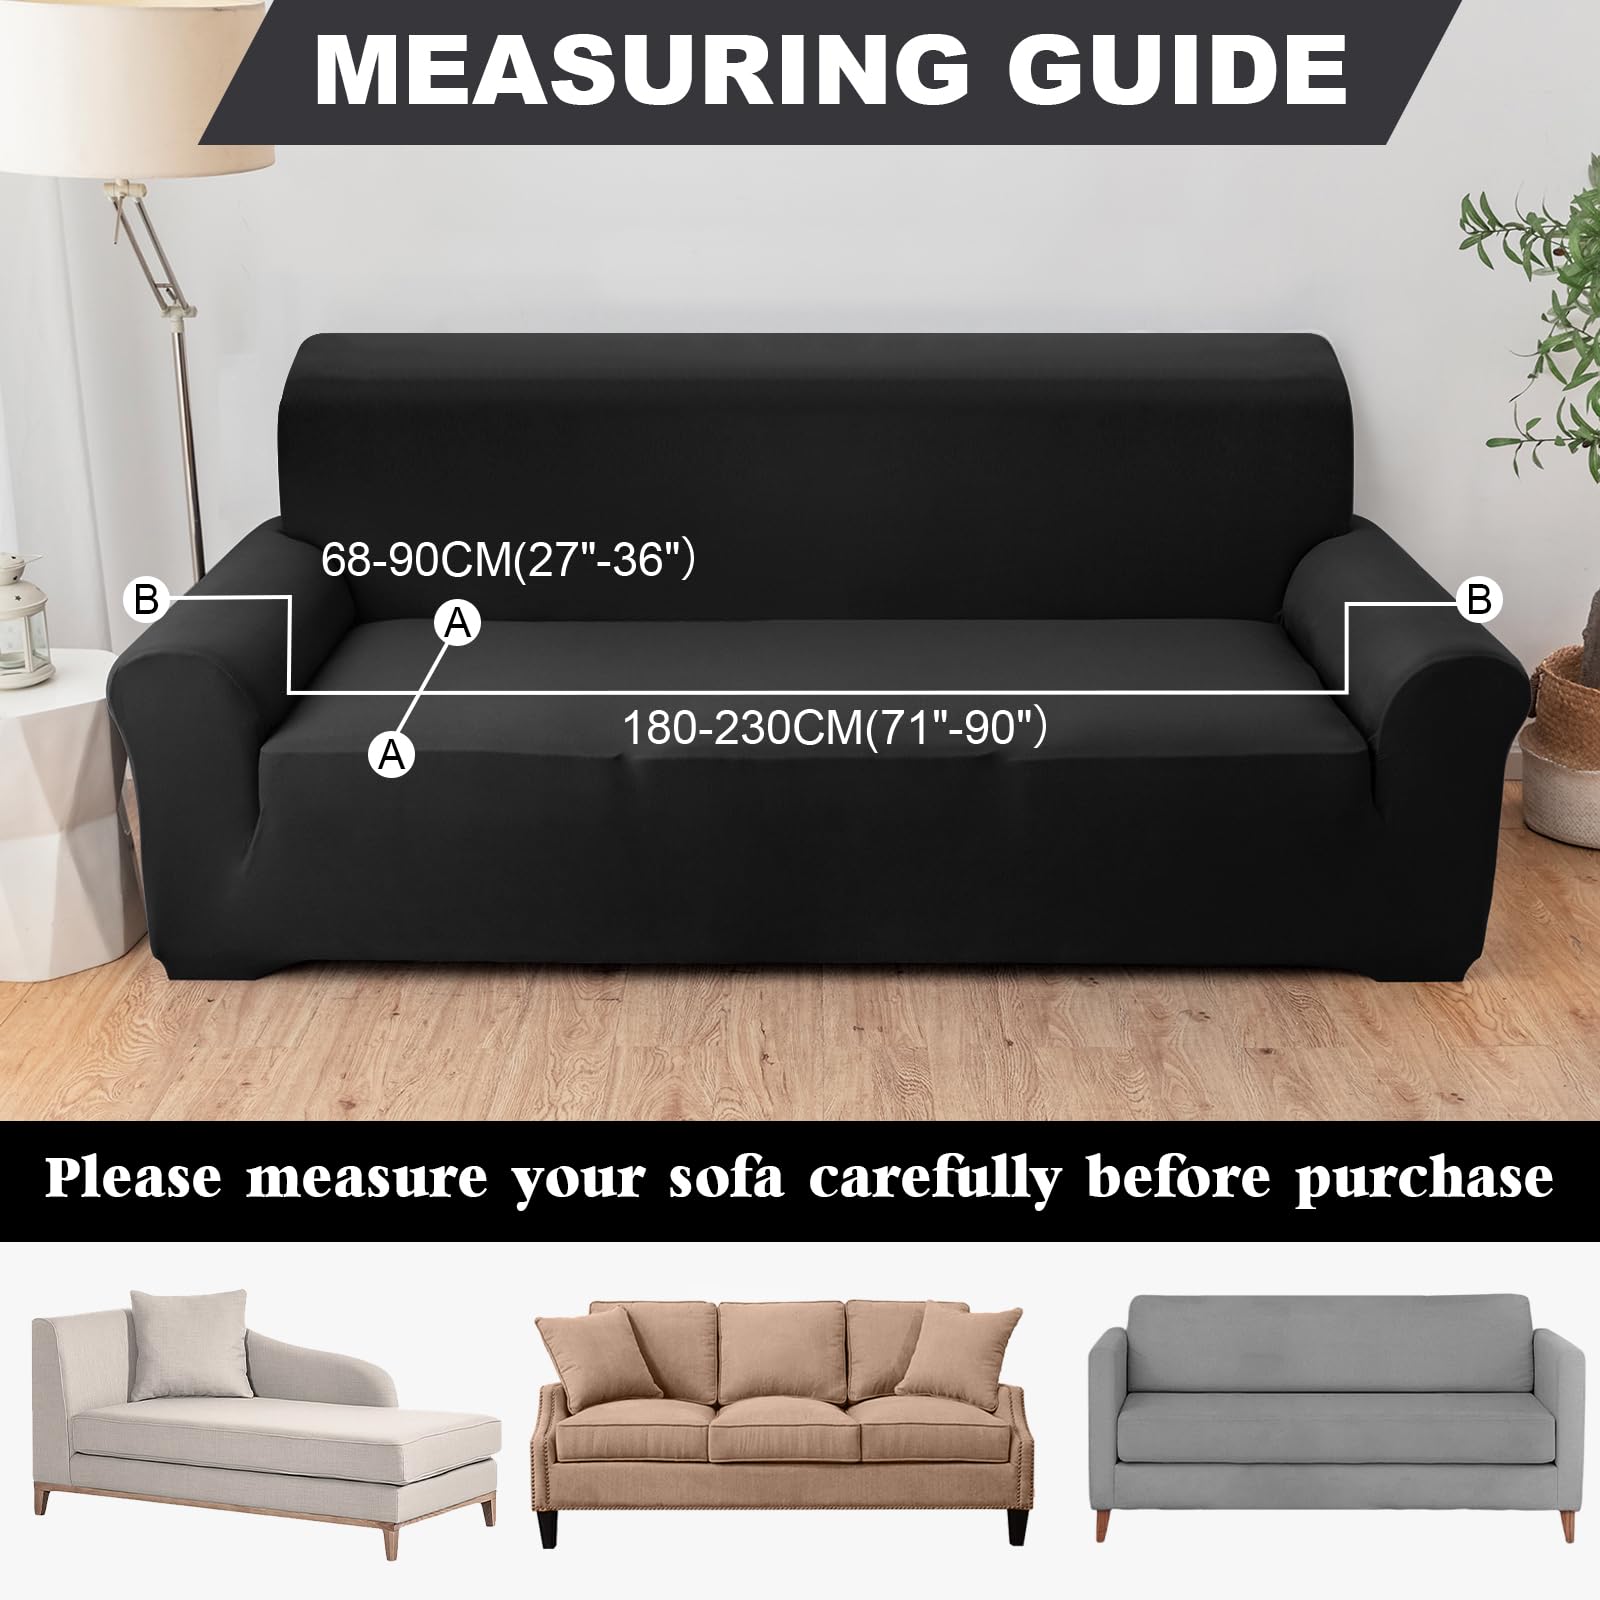 MEASURING GUIDE
68-90CM(27"-36")
B
B
A
180-230CM(71"-90")
A
Please measure your sofa carefully before purchase